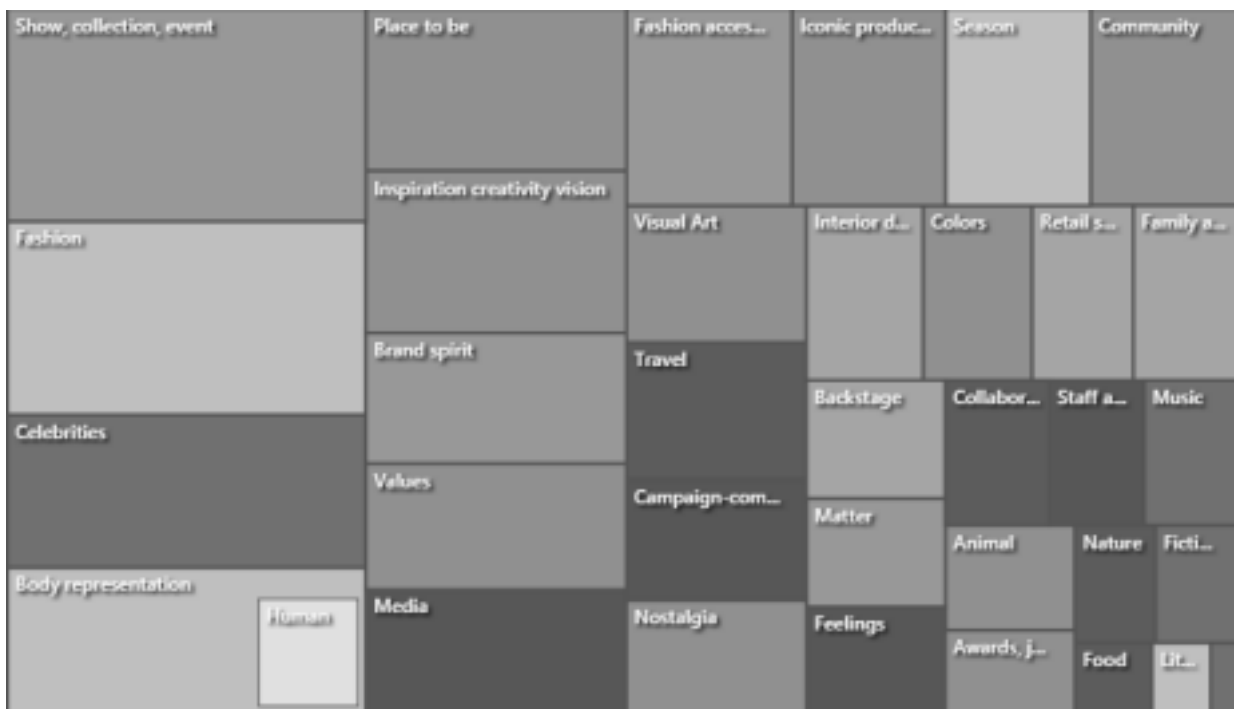 Show, collection, event
Place to be
Fashion acces...
Iconic produc...
Season
Community
Inspiration creativity vision
Fashion
Visual Art
Interior d...
Colors
Retail s...
Family a...
Brand spirit
Travel
Backstage
Collabor...
Staff a...
Music
Celebrities
Values
Campaign-com...
Matter
Animal
Nature
Ficti...
Body representation
Human
Media
Nostalgia
Feelings
Awards, j...
Food
Lit...